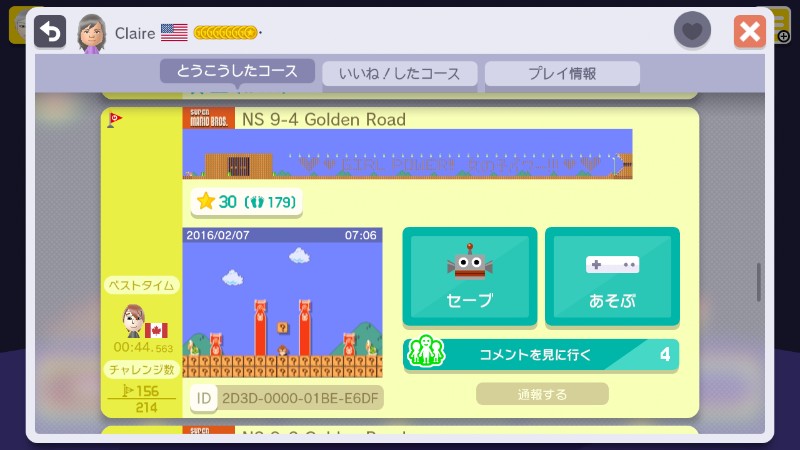 Claire
とうこうしたコース
いいね！したコース
プレイ情報
SUPER
MARIO BROS.
NS 9-4 Golden Road
30 (179)
2016/02/07 07:06
ベストタイム
00:44.563
チャレンジ数
156
214
セーブ
あそぶ
コメントを見に行く 4
ID 2D3D-0000-01BE-E6DF
通報する
SUPER